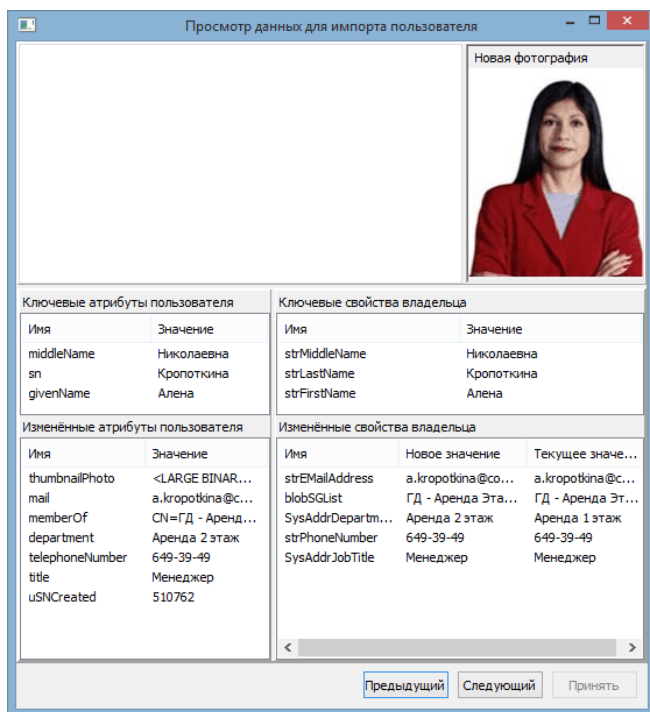 Просмотр данных для импорта пользователя
Новая фотография
Ключевые атрибуты пользователя
Имя Значение
middleName Николаевна
sn Кропоткина
givenName Алена
Ключевые свойства владельца
Имя Значение
strMiddleName Николаевна
strLastName Кропоткина
strFirstName Алена
Изменённые атрибуты пользователя
Имя Значение
thumbnailPhoto <LARGE BINAR...
mail a.kropotkina@c...
memberOf CN=ГД - Аренд...
department Аренда 2 этаж
telephoneNumber 649-39-49
title Менеджер
uSNCreated 510762
Изменённые свойства владельца
Имя Новое значение Текущее значе...
strEMailAddress a.kropotkina@co... a.kropotkina@c...
blobSGList ГД - Аренда Эта... ГД - Аренда Эт...
SysAddrDepartm... Аренда 2 этаж Аренда 1 этаж
strPhoneNumber 649-39-49 649-39-49
SysAddrJobTitle Менеджер Менеджер
Предыдущий Следующий Принять